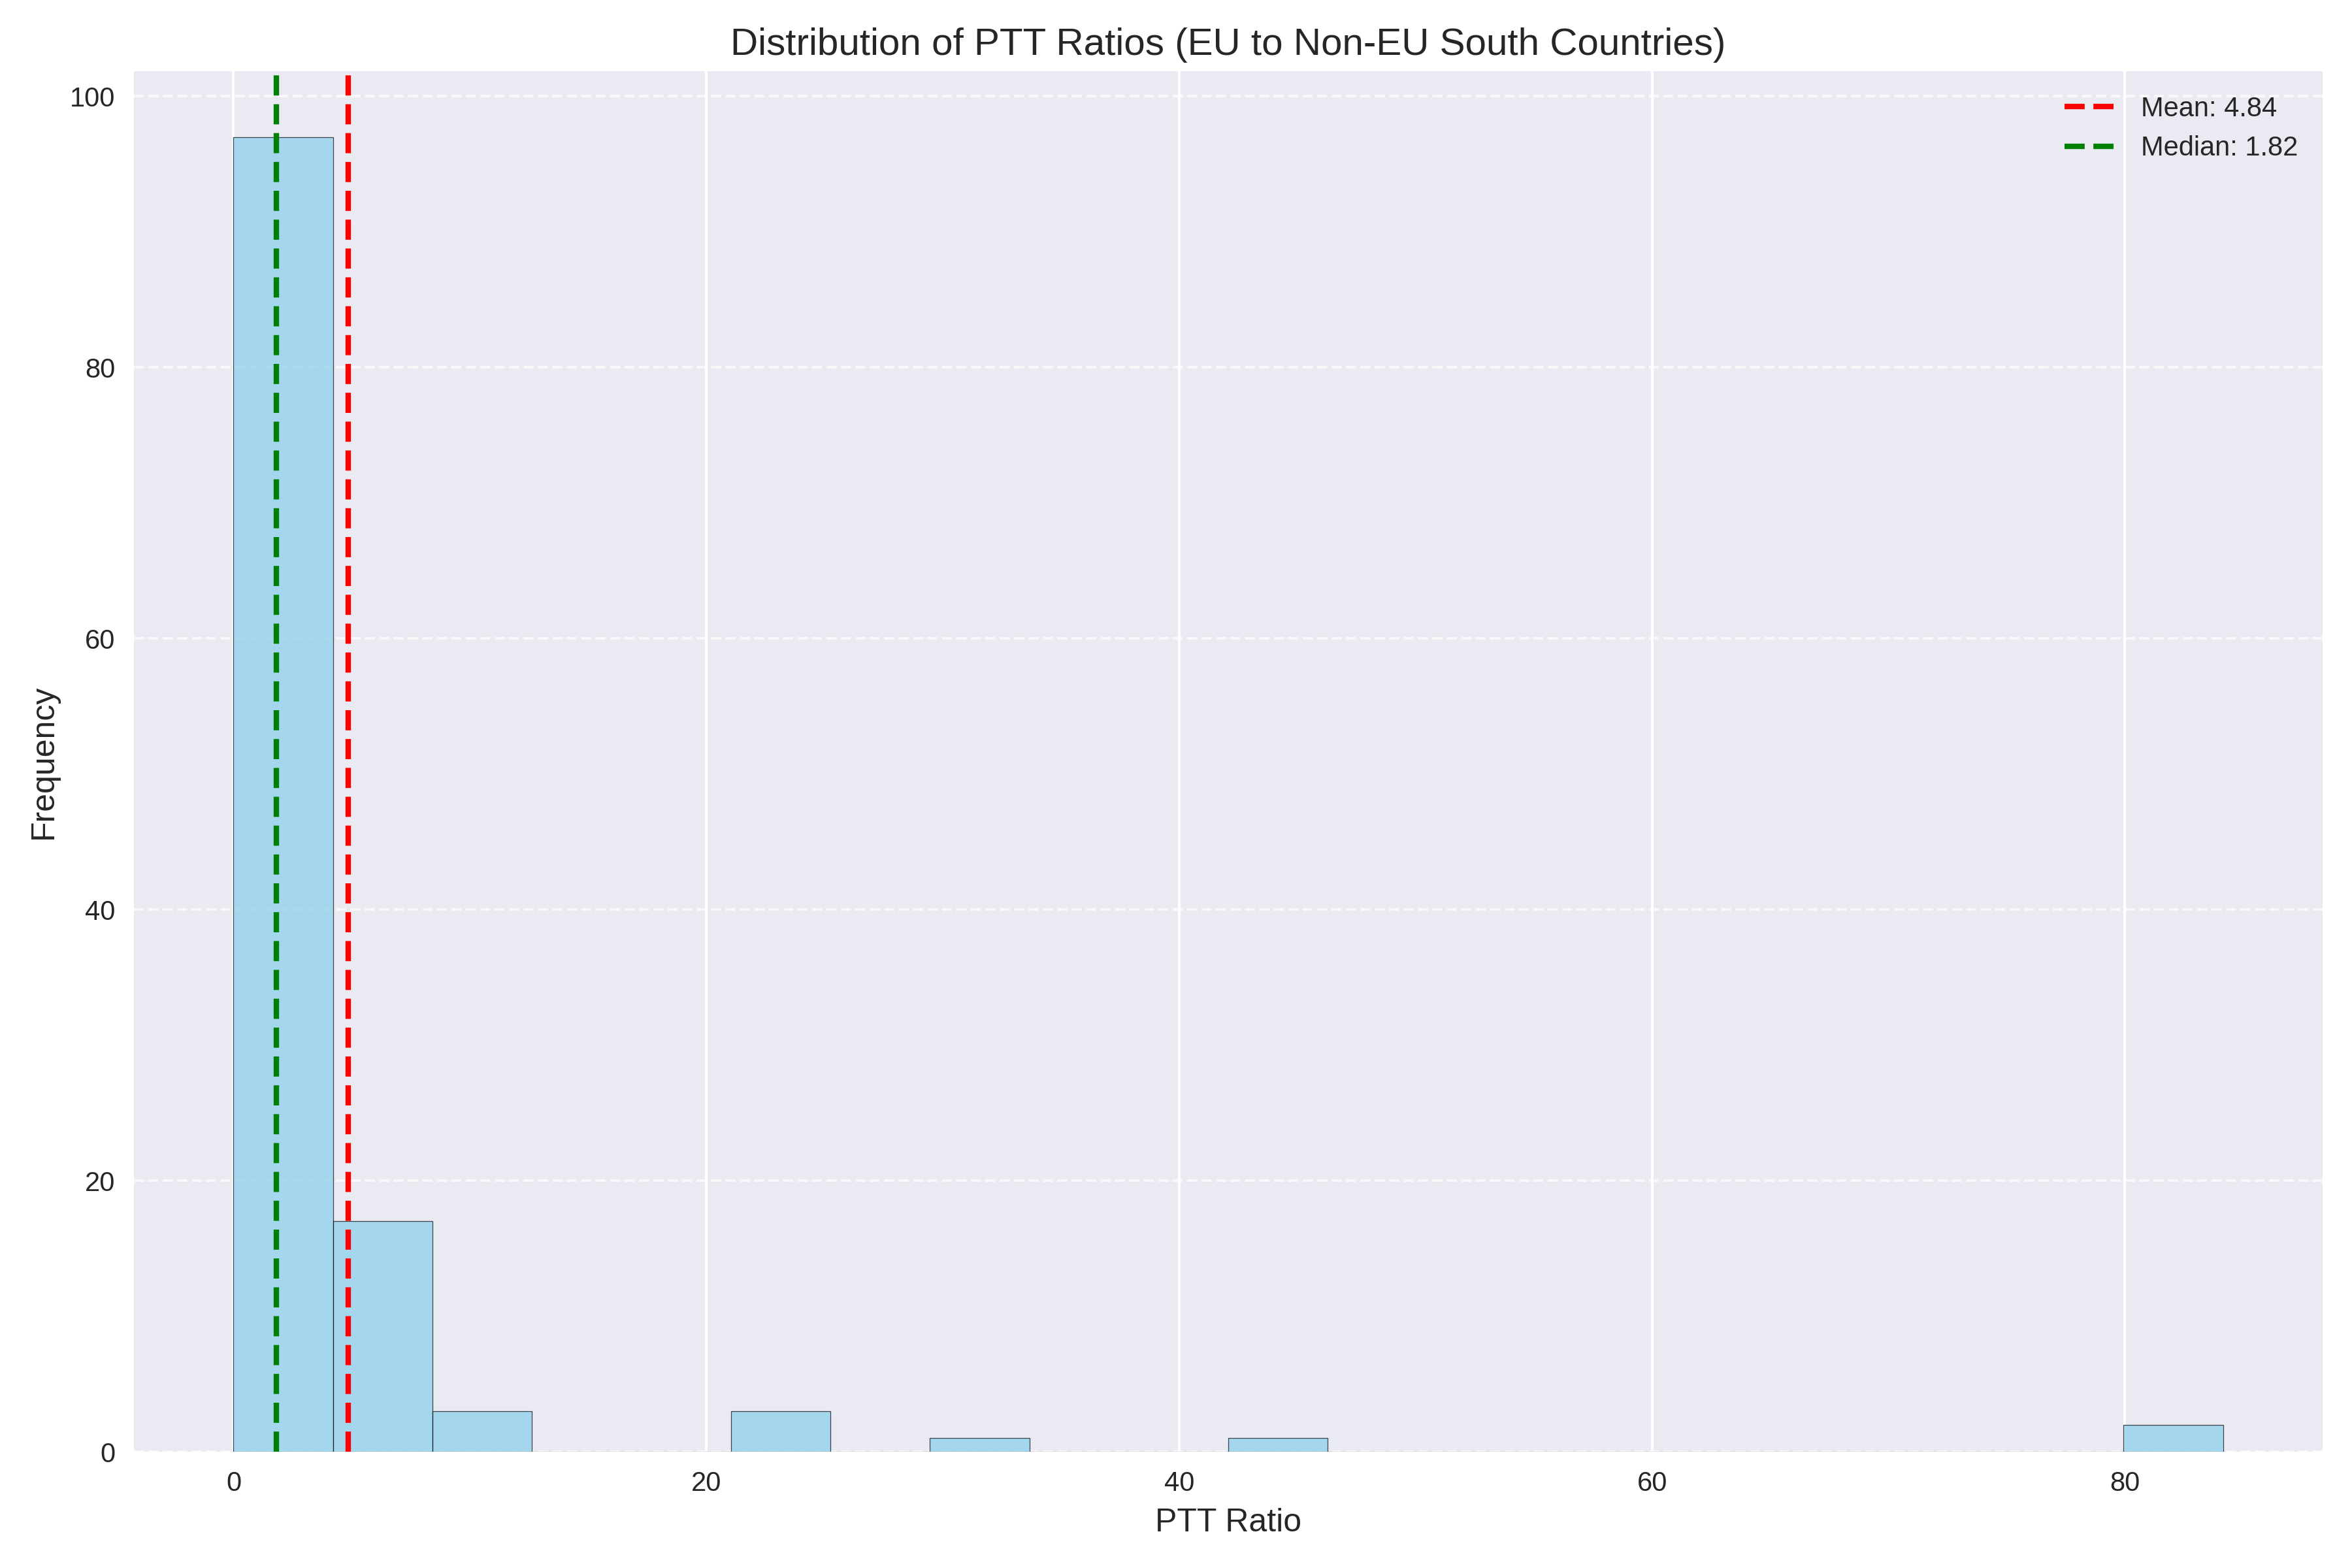 Distribution of PTT Ratios (EU to Non-EU South Countries)
Mean: 4.84
Median: 1.82
Frequency
100
80
60
40
20
0
0 20 40 60 80
PTT Ratio